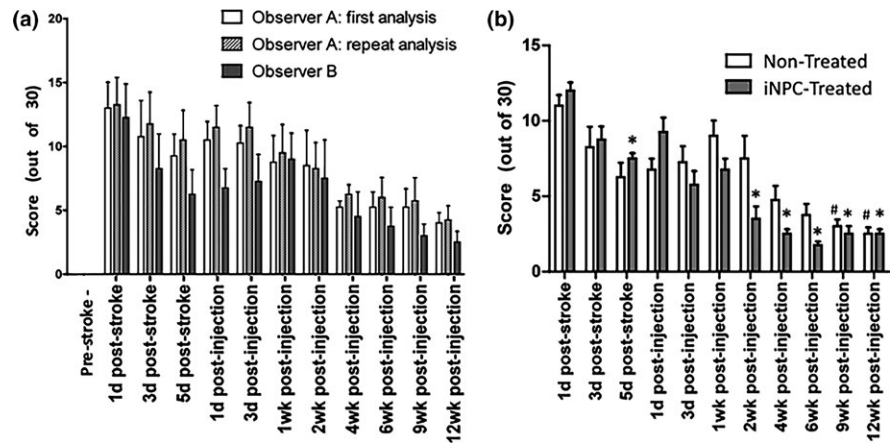 (a)
Observer A: first analysis
Observer A: repeat analysis
Observer B
Score (out of 30)
20
15
10
5
0
Pre-stroke -
1d post-stroke
3d post-stroke
5d post-stroke
1d post-injection
3d post-injection
1wk post-injection
2wk post-injection
4wk post-injection
6wk post-injection
9wk post-injection
12wk post-injection
(b)
Non-Treated
iNPC-Treated
Score (out of 30)
15
10
5
0
*
*
*
*
# *
# *
1d post-stroke
3d post-stroke
5d post-stroke
1d post-injection
3d post-injection
1wk post-injection
2wk post-injection
4wk post-injection
6wk post-injection
9wk post-injection
12wk post-injection